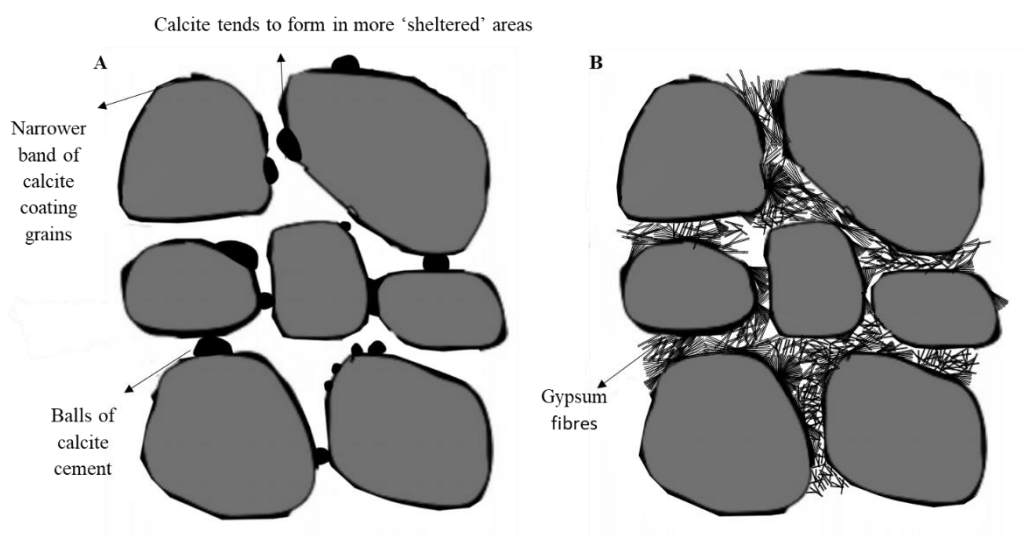 Calcite tends to form in more ‘sheltered’ areas
A
B
Narrower
band of
calcite
coating
grains
Balls of
calcite
cement
Gypsum
fibres